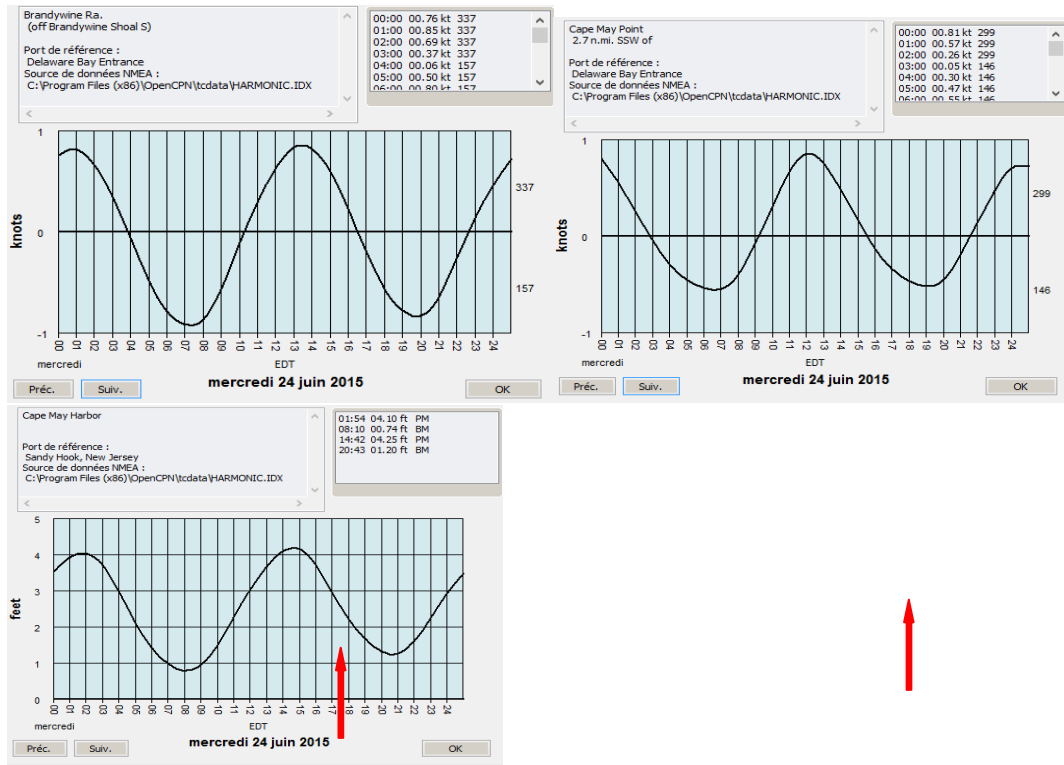 Brandywine Ra.
(off Brandywine Shoal S)
Port de référence :
Delaware Bay Entrance
Source de données NMEA :
C:\Program Files (x86)\OpenCPN\tcdata\HARMONIC.IDX
00:00 00.76 kt 337
01:00 00.85 kt 337
02:00 00.69 kt 337
03:00 00.37 kt 337
04:00 00.06 kt 157
05:00 00.50 kt 157
06:00 00.80 kt 157
1
0
-1
knots
337
157
00 01 02 03 04 05 06 07 08 09 10 11 12 13 14 15 16 17 18 19 20 21 22 23 24
mercredi
EDT
mercredi 24 juin 2015
Préc.
Suiv.
OK
Cape May Point
2.7 n.mi. SSW of
Port de référence :
Delaware Bay Entrance
Source de données NMEA :
C:\Program Files (x86)\OpenCPN\tcdata\HARMONIC.IDX
00:00 00.81 kt 299
01:00 00.57 kt 299
02:00 00.26 kt 299
03:00 00.05 kt 146
04:00 00.30 kt 146
05:00 00.47 kt 146
06:00 00.55 kt 146
1
0
-1
knots
299
146
00 01 02 03 04 05 06 07 08 09 10 11 12 13 14 15 16 17 18 19 20 21 22 23 24
mercredi
EDT
mercredi 24 juin 2015
Préc.
Suiv.
OK
Cape May Harbor
Port de référence :
Sandy Hook, New Jersey
Source de données NMEA :
C:\Program Files (x86)\OpenCPN\tcdata\HARMONIC.IDX
01:54 04.10 ft PM
08:10 00.74 ft BM
14:42 04.25 ft PM
20:43 01.20 ft BM
5
4
3
2
1
0
feet
00 01 02 03 04 05 06 07 08 09 10 11 12 13 14 15 16 17 18 19 20 21 22 23 24
mercredi
EDT
mercredi 24 juin 2015
Préc.
Suiv.
OK